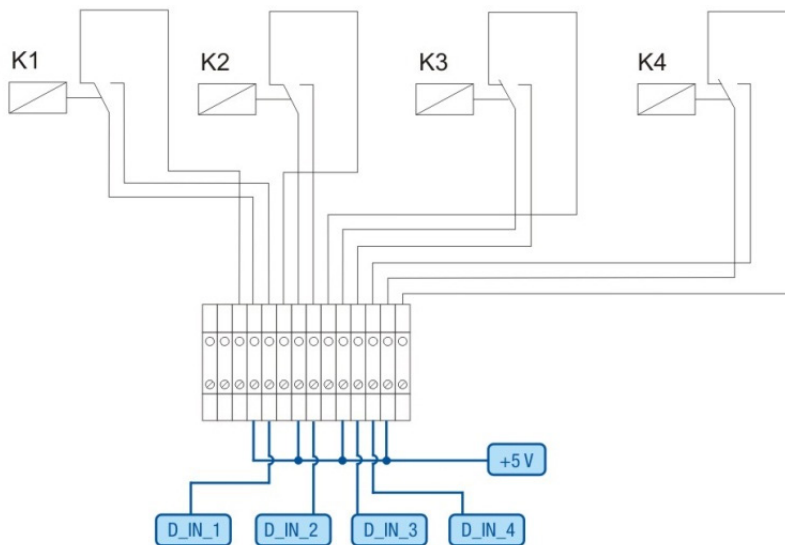 K1
K2
K3
K4
+5 V
D_IN_1
D_IN_2
D_IN_3
D_IN_4